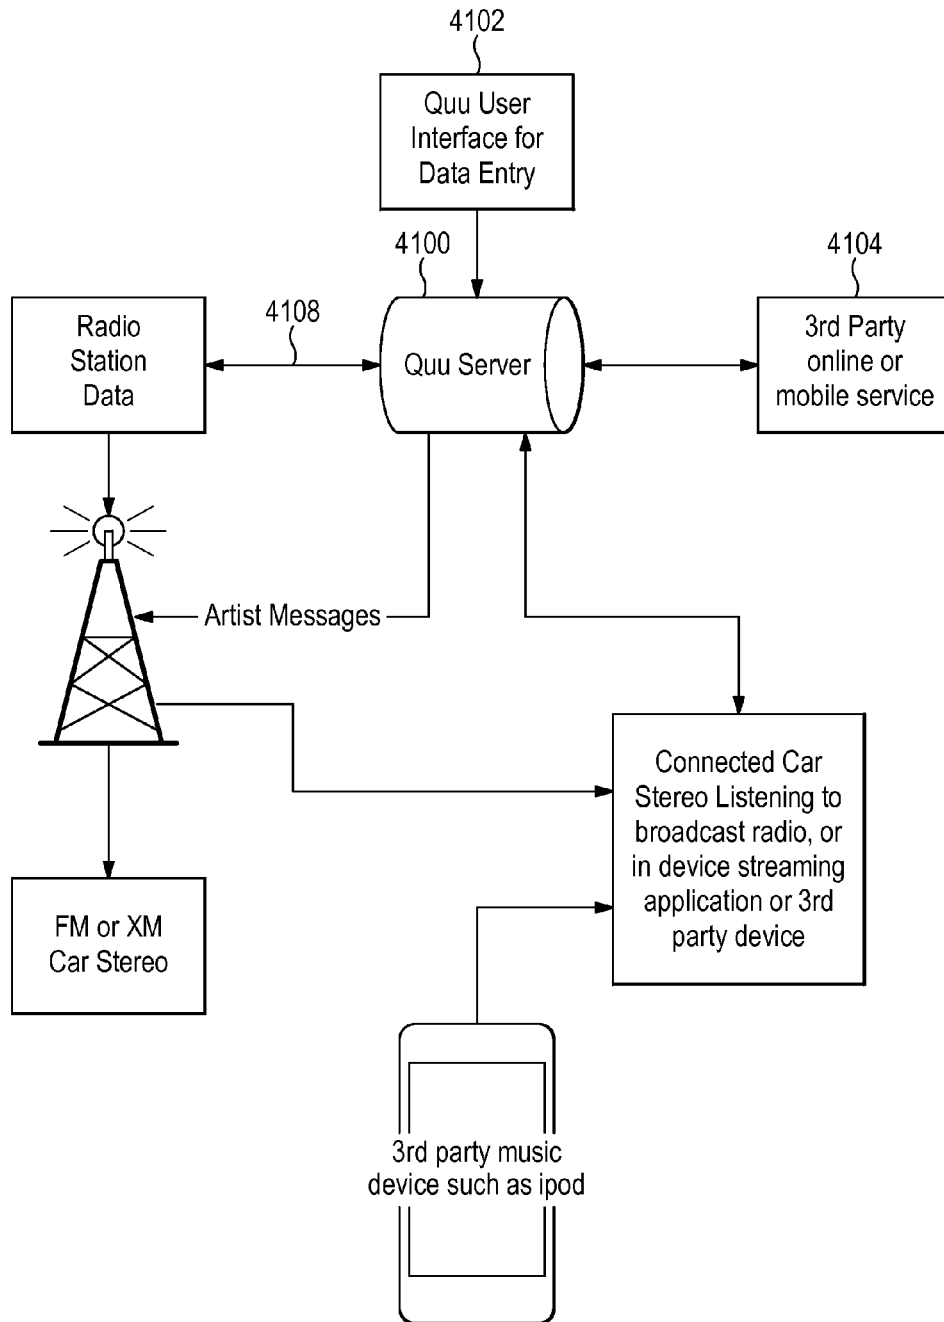 4102
Quu User
Interface for
Data Entry
4100
4104
4108
Radio
Station
Data
Quu Server
3rd Party
online or
mobile service
Artist Messages
Connected Car
Stereo Listening to
broadcast radio, or
in device streaming
application or 3rd
party device
FM or XM
Car Stereo
3rd party music
device such as ipod